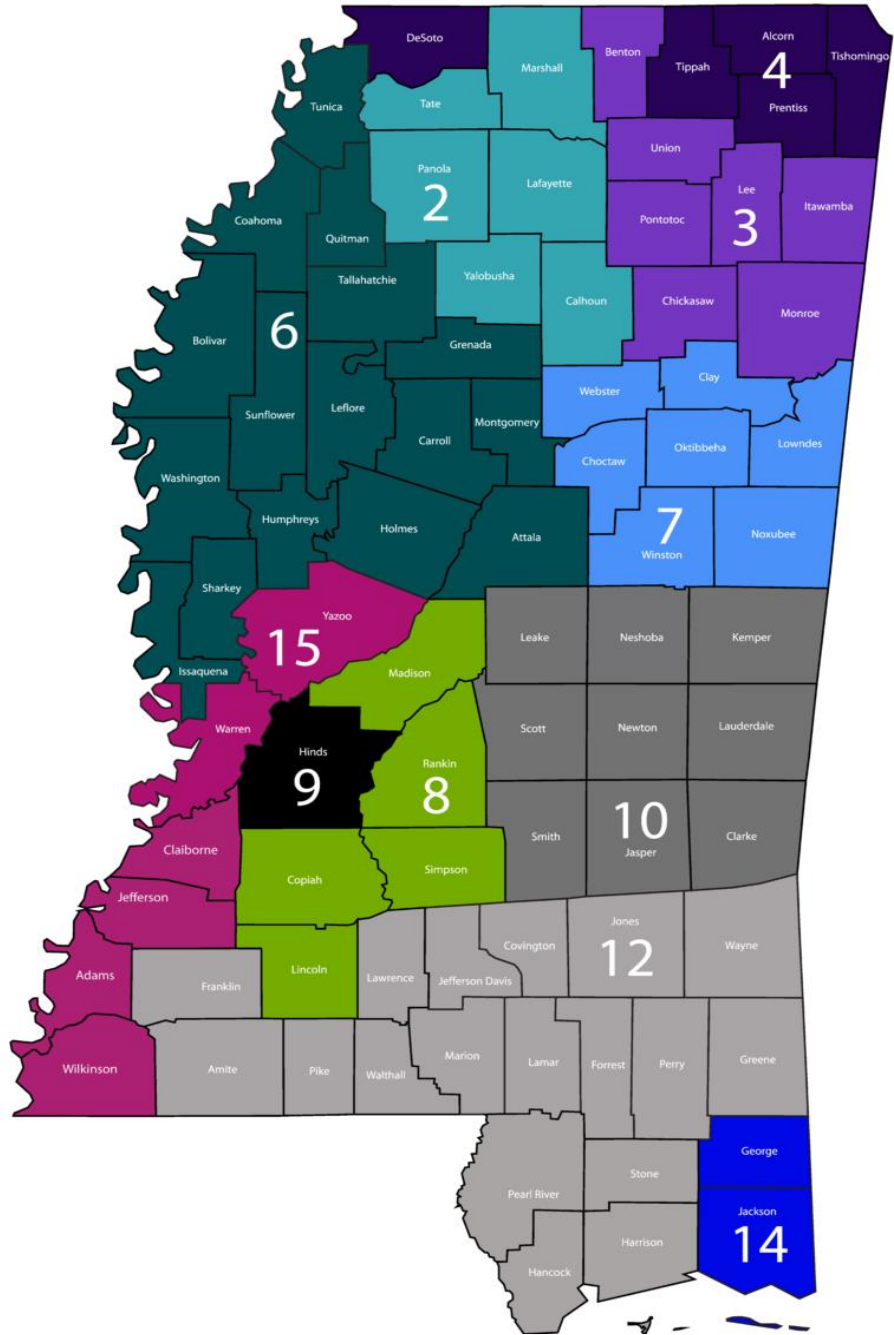 DeSoto
Marshall
Benton
Tippah
Alcorn
4
Tishomingo
Prentiss
Tunica
Tate
Union
Panola
2
Lafayette
Lee
3
Itawamba
Pontotoc
Coahoma
Quitman
Tallahatchie
Yalobusha
Calhoun
Chickasaw
Monroe
Bolivar
6
Grenada
Sunflower
Leflore
Carroll
Montgomery
Webster
Clay
Choctaw
Oktibbeha
Lowndes
Washington
Humphreys
Holmes
Attala
7
Winston
Noxubee
Sharkey
Issaquena
Yazoo
15
Madison
Leake
Neshoba
Kemper
Warren
Hinds
9
Rankin
8
Scott
Newton
Lauderdale
Smith
10
Jasper
Clarke
Claiborne
Copiah
Simpson
Jefferson
Adams
Franklin
Lincoln
Lawrence
Jefferson Davis
Covington
Jones
12
Wayne
Wilkinson
Amite
Pike
Walthall
Marion
Lamar
Forrest
Perry
Greene
George
Pearl River
Stone
Jackson
14
Hancock
Harrison